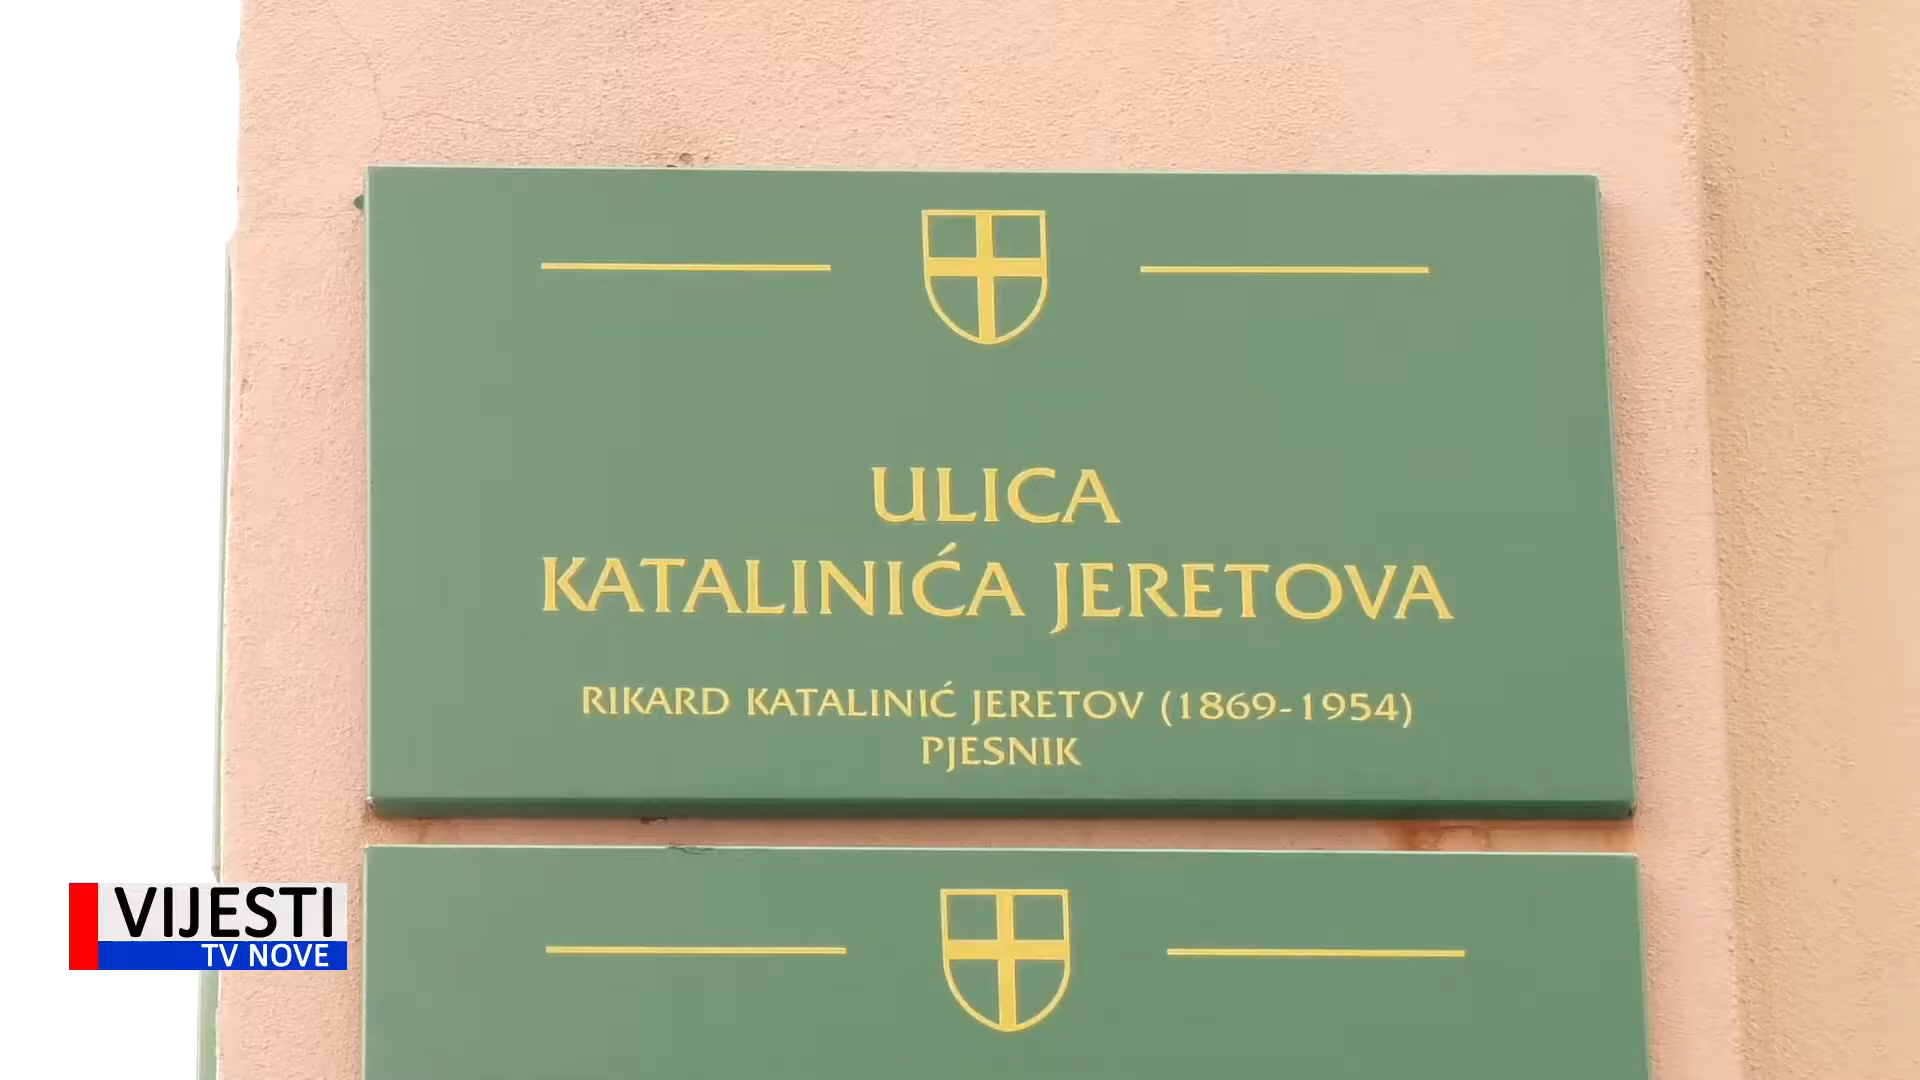 ULICA
KATALINIĆA JERETOVA
RIKARD KATALINIĆ JERETOV (1869-1954)
PJESNIK
VIJESTI
TV NOVE